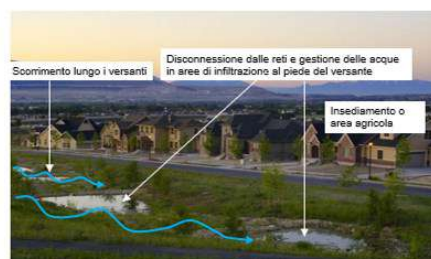 Disconnessione dalle reti e gestione delle acque
in aree di infiltrazione al piede del versante
Scorrimento lungo i versanti
Insediamento o
area agricola